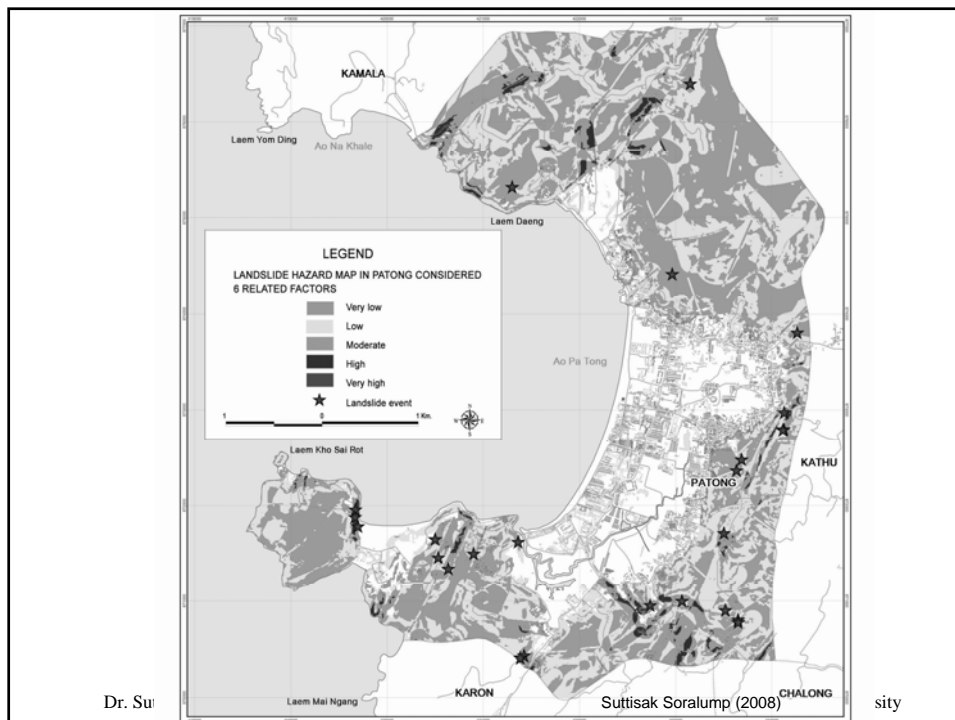 KAMALA
Laem Yom Ding
Ao Na Khale
Laem Daeng
LEGEND
LANDSLIDE HAZARD MAP IN PATONG CONSIDERED
6 RELATED FACTORS
Very low
Low
Moderate
High
Very high
Landslide event
1 0 1 Km.
N
W E
S
Ao Pa Tong
Laem Kho Sai Rot
KATHU
PATONG
Laem Mai Ngang
KARON
CHALONG
Dr. Su
Suttisak Soralump (2008)
sity